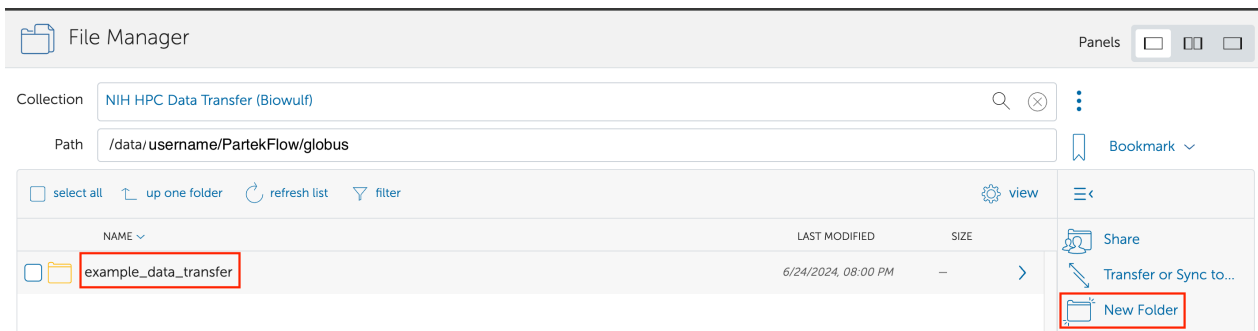 File Manager
Panels
Collection
NIH HPC Data Transfer (Biowulf)
Path
/data/username/PartekFlow/globus
Bookmark
select all up one folder refresh list filter view
NAME LAST MODIFIED SIZE
example_data_transfer 6/24/2024, 08:00 PM —
Share
Transfer or Sync to...
New Folder